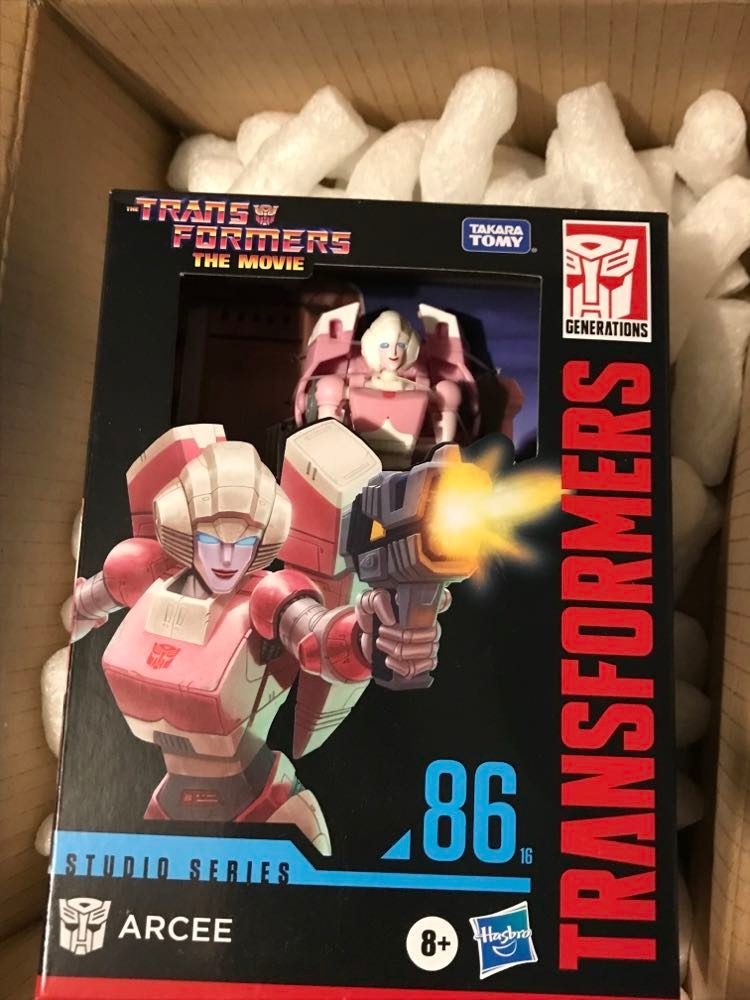 THE TRANSFORMERS
THE MOVIE
TAKARA
TOMY
GENERATIONS
TRANSFORMERS
86
16
STUDIO SERIES
ARCEE
8+
Hasbro